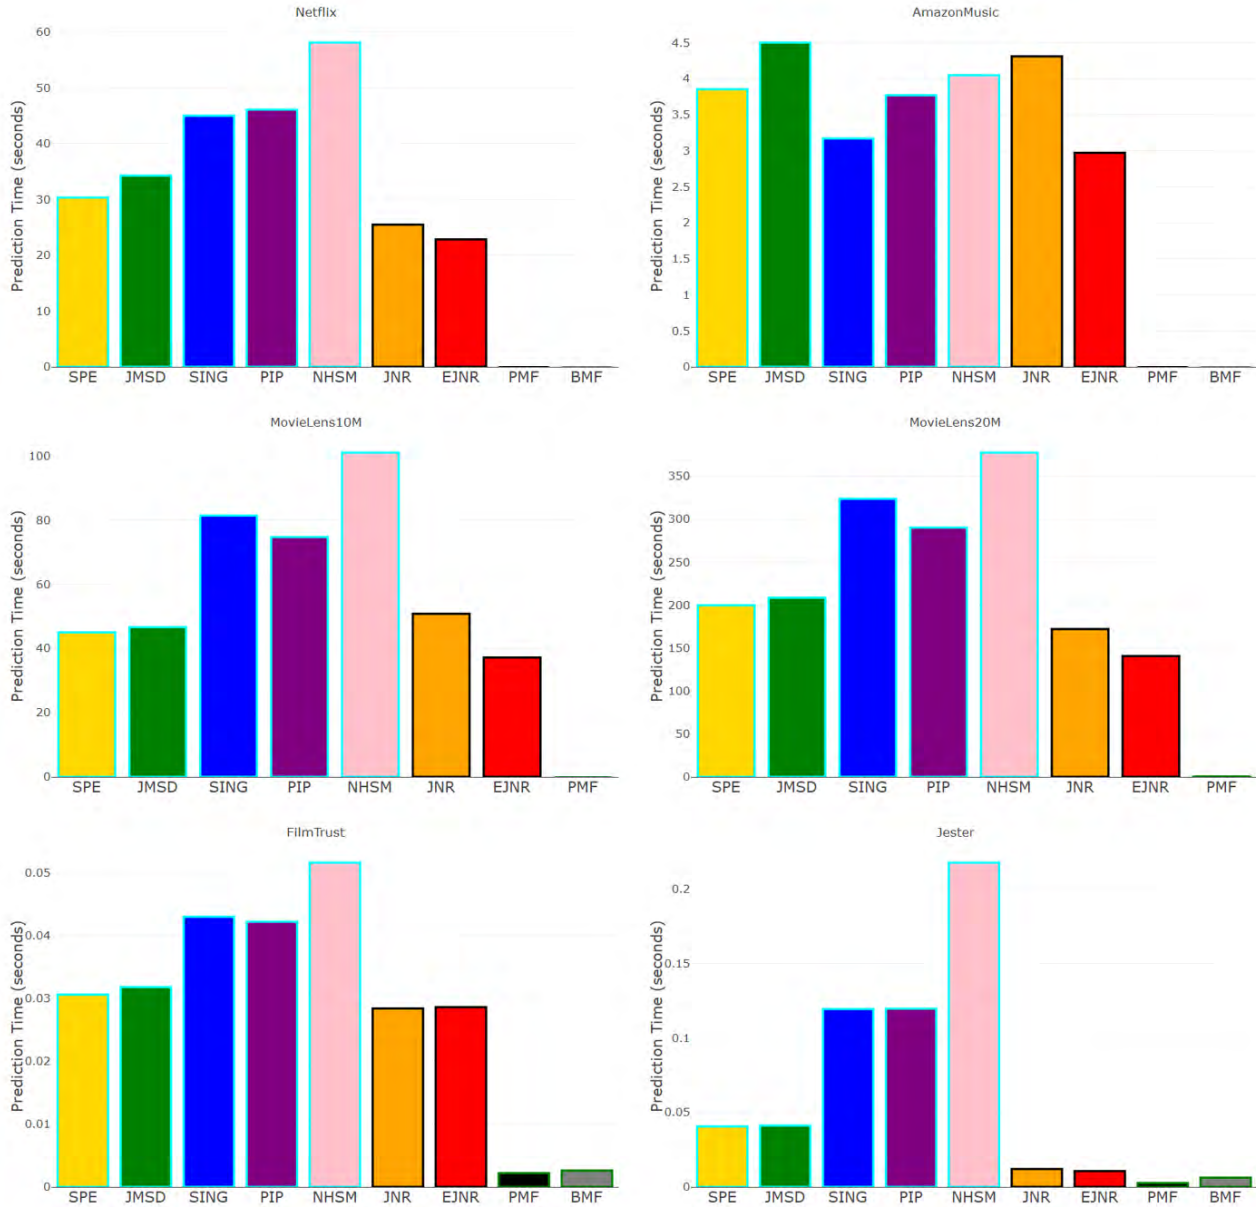 Netflix
Prediction Time (seconds)
60
50
40
30
20
10
0
SPE JMSD SING PIP NHSM JNR EJNR PMF BMF
AmazonMusic
Prediction Time (seconds)
4.5
4
3.5
3
2.5
2
1.5
1
0.5
0
SPE JMSD SING PIP NHSM JNR EJNR PMF BMF
MovieLens10M
Prediction Time (seconds)
100
80
60
40
20
0
SPE JMSD SING PIP NHSM JNR EJNR PMF
MovieLens20M
Prediction Time (seconds)
350
300
250
200
150
100
50
0
SPE JMSD SING PIP NHSM JNR EJNR PMF
FilmTrust
Prediction Time (seconds)
0.05
0.04
0.03
0.02
0.01
0
SPE JMSD SING PIP NHSM JNR EJNR PMF BMF
Jester
Prediction Time (seconds)
0.2
0.15
0.1
0.05
0
SPE JMSD SING PIP NHSM JNR EJNR PMF BMF